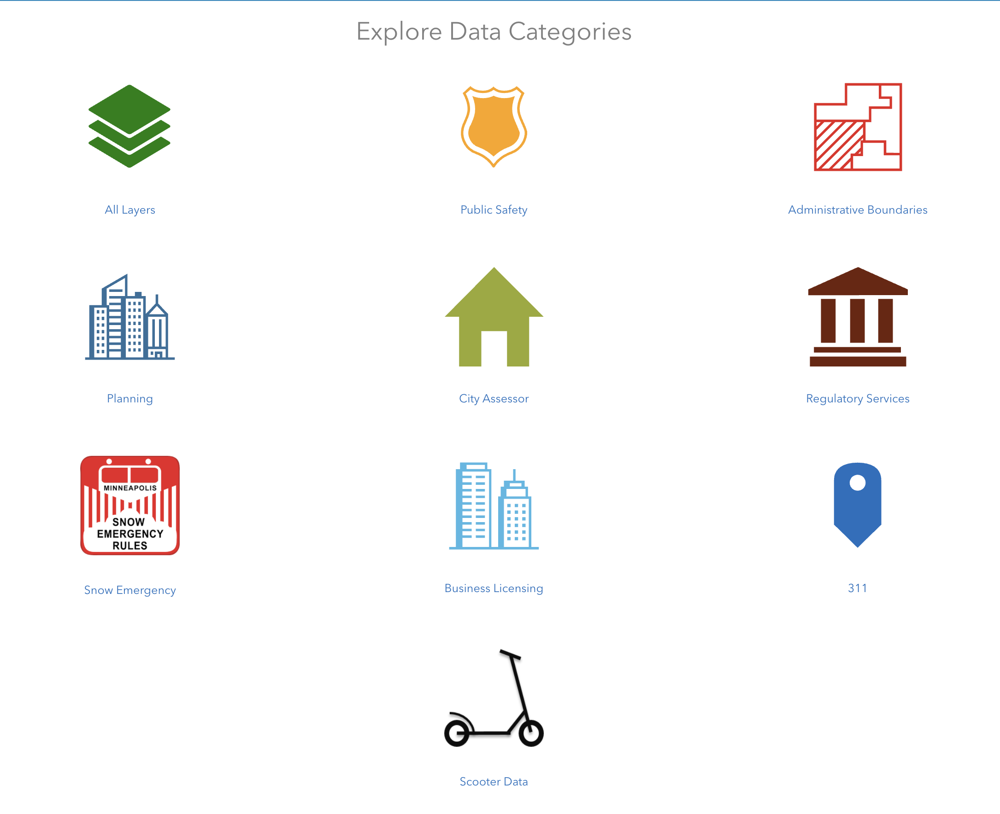 Explore Data Categories
All Layers
Public Safety
Administrative Boundaries
Planning
City Assessor
Regulatory Services
MINNEAPOLIS
SNOW
EMERGENCY
RULES
Snow Emergency
Business Licensing
311
Scooter Data